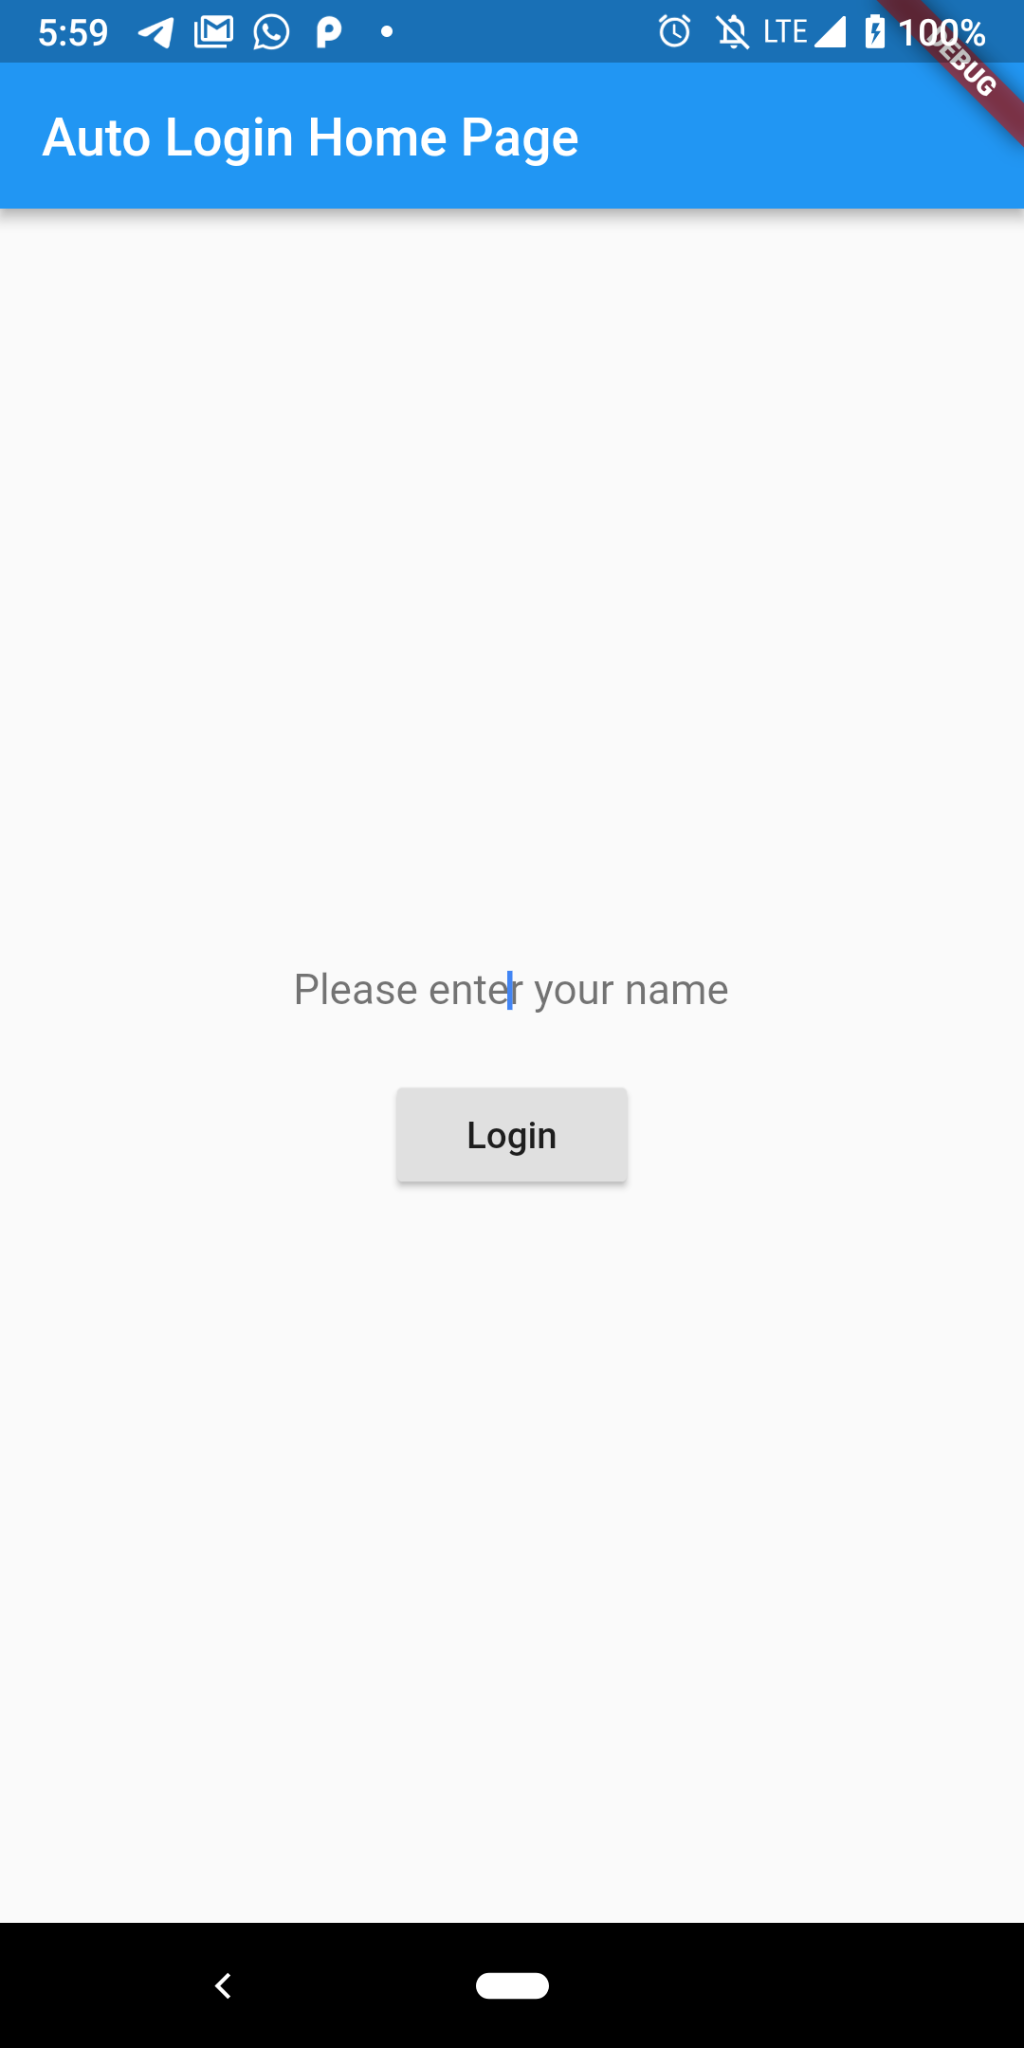 5:59 LTE 100%
DEBUG
Auto Login Home Page
Please enter your name
Login